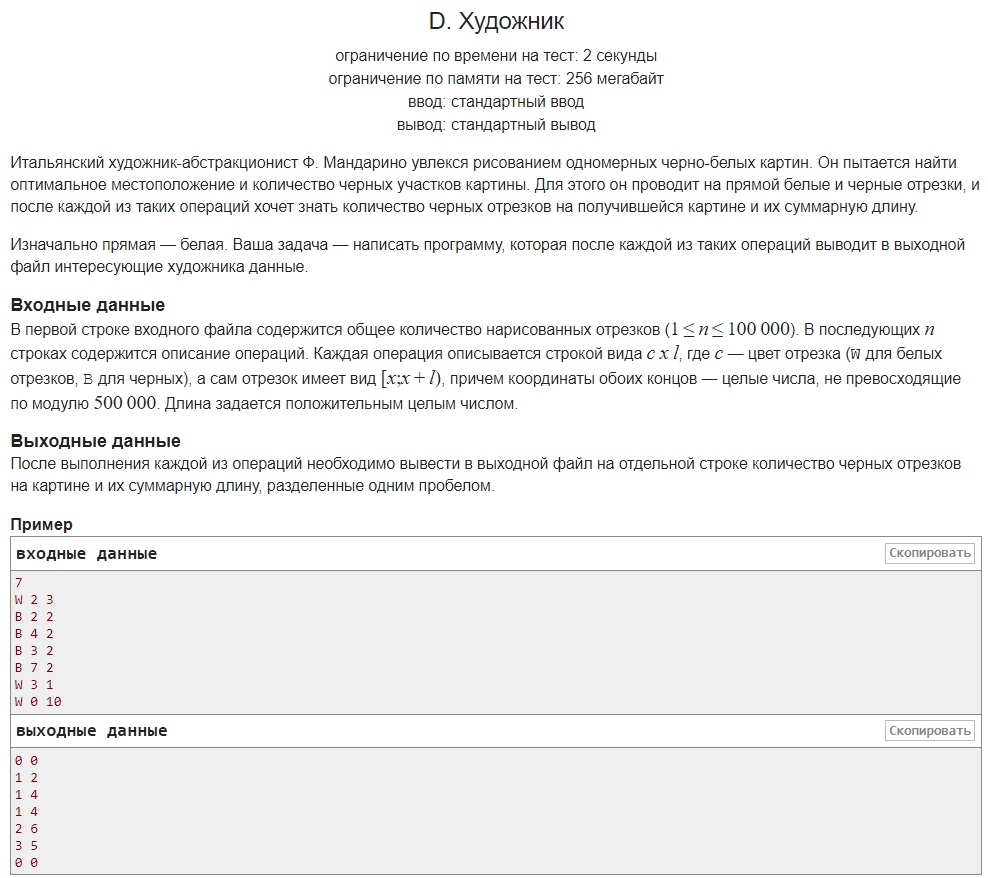 D. Художник
ограничение по времени на тест: 2 секунды
ограничение по памяти на тест: 256 мегабайт
ввод: стандартный ввод
вывод: стандартный вывод
Итальянский художник-абстракционист Ф. Мандарино увлекся рисованием одномерных черно-белых картин. Он пытается найти
оптимальное местоположение и количество черных участков картины. Для этого он проводит на прямой белые и черные отрезки, и
после каждой из таких операций хочет знать количество черных отрезков на получившейся картине и их суммарную длину.
Изначально прямая — белая. Ваша задача — написать программу, которая после каждой из таких операций выводит в выходной
файл интересующие художника данные.
Входные данные
В первой строке входного файла содержится общее количество нарисованных отрезков (1 ≤ n ≤ 100 000). В последующих n
строках содержится описание операций. Каждая операция описывается строкой вида c x l, где c — цвет отрезка (W для белых
отрезков, B для черных), а сам отрезок имеет вид [x;x + l), причем координаты обоих концов — целые числа, не превосходящие
по модулю 500 000. Длина задается положительным целым числом.
Выходные данные
После выполнения каждой из операций необходимо вывести в выходной файл на отдельной строке количество черных отрезков
на картине и их суммарную длину, разделенные одним пробелом.
Пример
входные данные Скопировать
7
W 2 3
B 2 2
B 4 2
B 3 2
B 7 2
W 3 1
W 0 10
выходные данные Скопировать
0 0
1 2
1 4
1 4
2 6
3 5
0 0